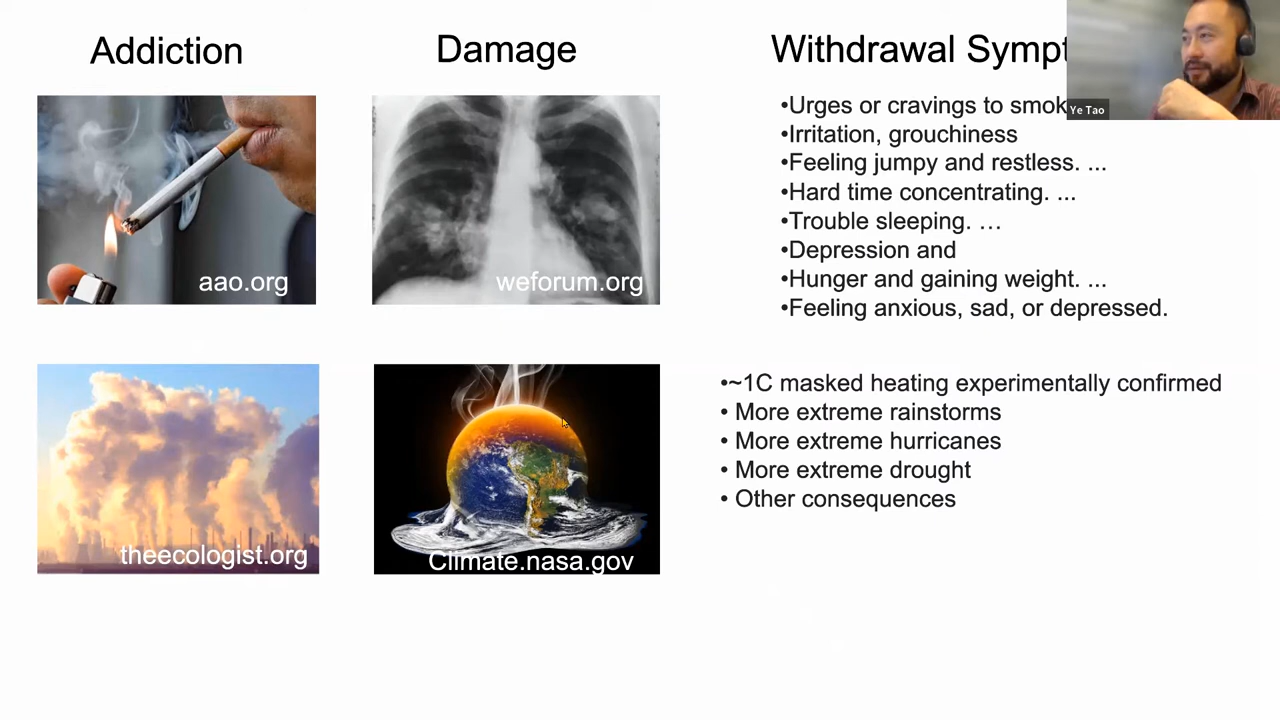 Addiction
Damage
Withdrawal Sympt
Ye Tao
•Urges or cravings to smok
•Irritation, grouchiness
•Feeling jumpy and restless. ...
•Hard time concentrating. ...
•Trouble sleeping. …
•Depression and
•Hunger and gaining weight. ...
•Feeling anxious, sad, or depressed.
aao.org
weforum.org
•~1C masked heating experimentally confirmed
• More extreme rainstorms
• More extreme hurricanes
• More extreme drought
• Other consequences
theecologist.org
Climate.nasa.gov